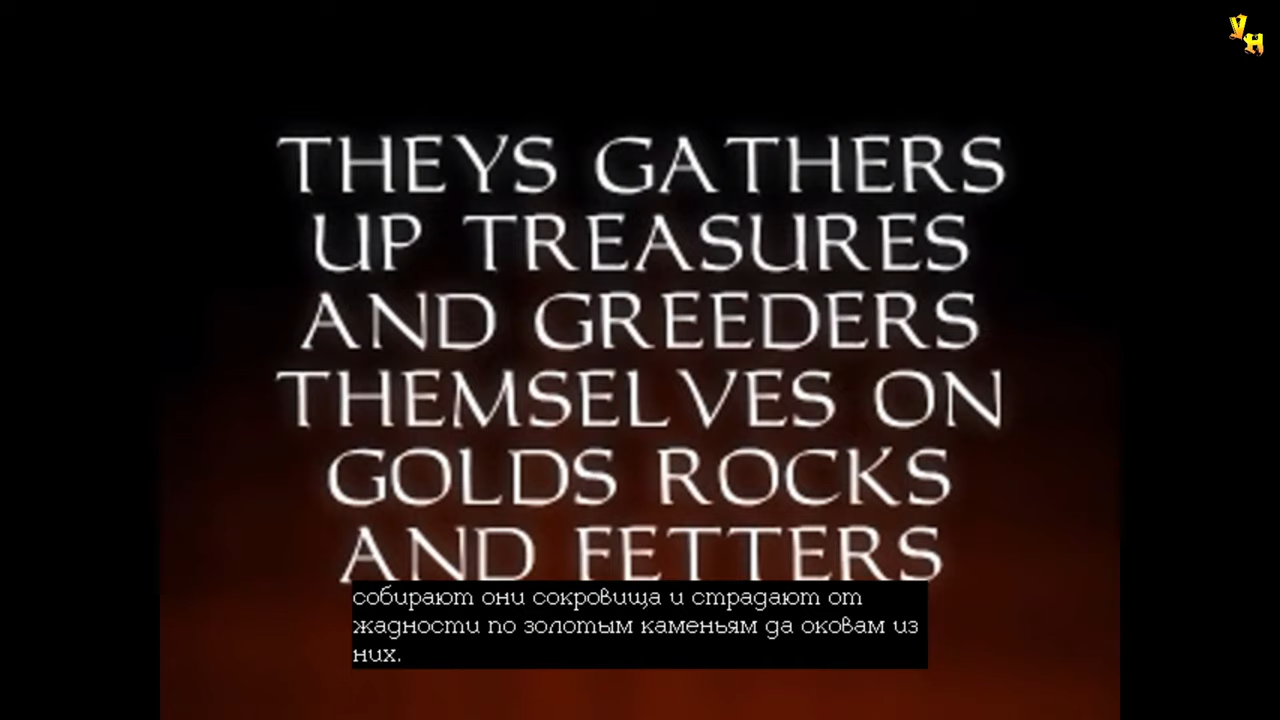 УН
THEYS GATHERS
UP TREASURES
AND GREEDERS
THEMSELVES ON
GOLDS ROCKS
AND FETTERS
собирают они сокровища и страдают от
жадности по золотым каменьям да оковам из
них.